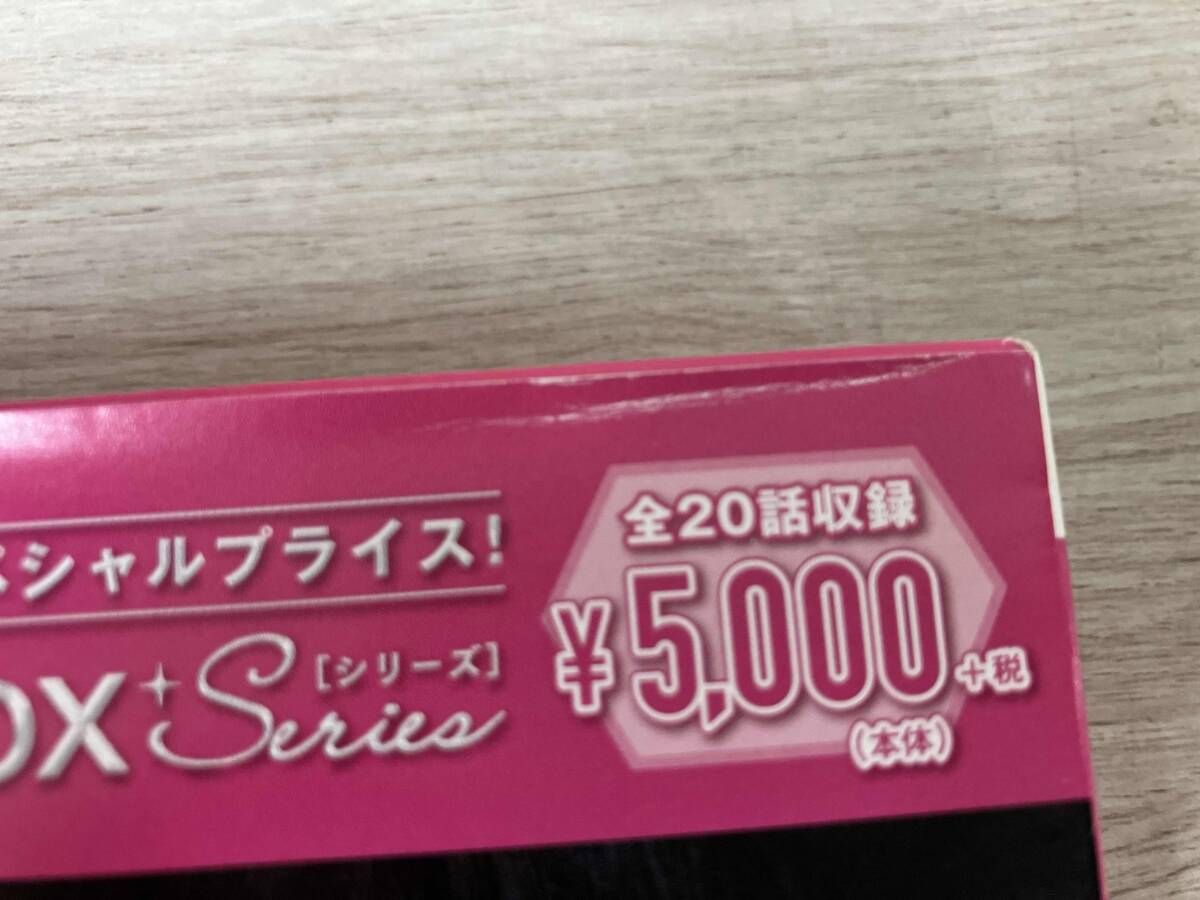 シャルプライス!
全20話収録
¥5,000+税
(本体)
OX Series [シリーズ]